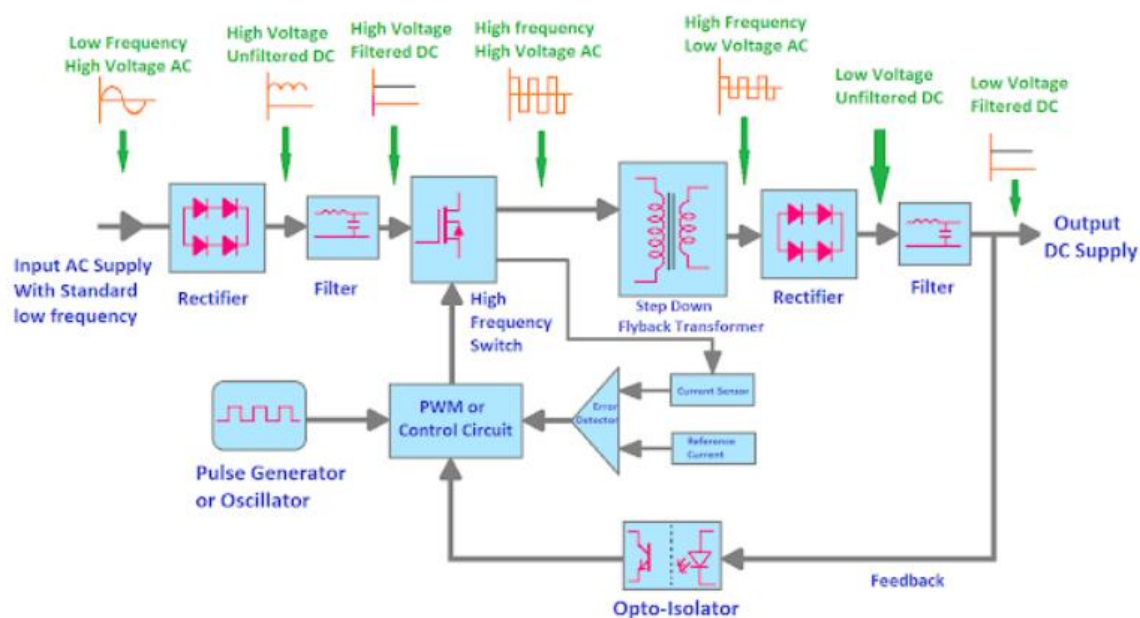 Low Frequency
High Voltage AC
High Voltage
Unfiltered DC
High Voltage
Filtered DC
High frequency
High Voltage AC
High Frequency
Low Voltage AC
Low Voltage
Unfiltered DC
Low Voltage
Filtered DC
Input AC Supply
With Standard
low frequency
Rectifier
Filter
High
Frequency
Switch
Step Down
Flyback Transformer
Rectifier
Filter
Output
DC Supply
Pulse Generator
or Oscillator
PWM or
Control Circuit
Error
Detector
Current Sensor
Reference
Current
Opto-Isolator
Feedback